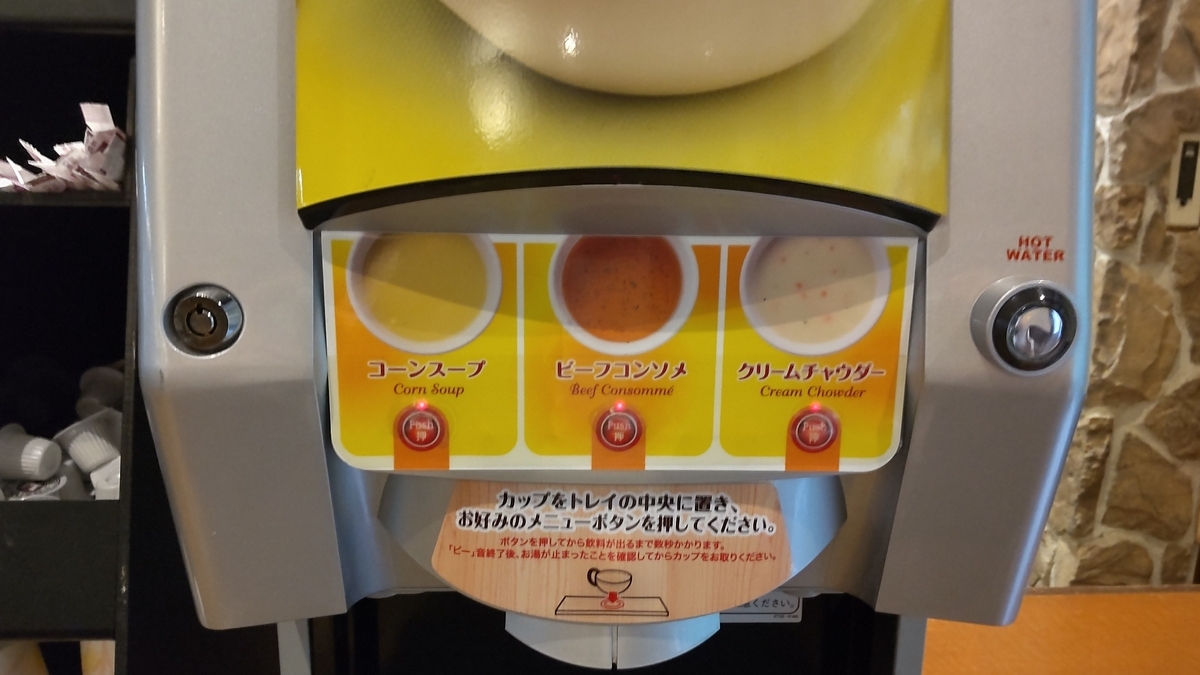 HOT
WATER
コーンスープ
Corn Soup
Push
押
ビーフコンソメ
Beef Consommé
Push
押
クリームチャウダー
Cream Chowder
Push
押
カップをトレイの中央に置き、
お好みのメニューボタンを押してください。
ボタンを押してから飲料が出るまで数秒かかります。
「ピー」音終了後、お湯が止まったことを確認してからカップをお取りください。
ください。